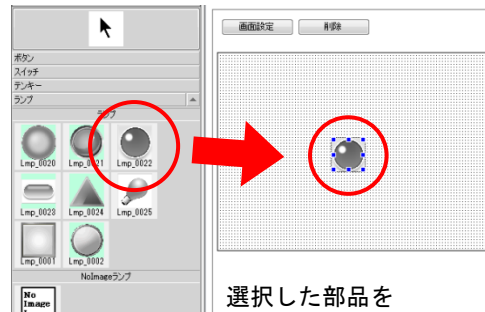 画面設定 削除
ボタン
スイッチ
テンキー
ランプ
ランプ
Lmp_0020 Lmp_0021 Lmp_0022
Lmp_0023 Lmp_0024 Lmp_0025
Lmp_0001 Lmp_0002
NoImageランプ
No
Image
選択した部品を